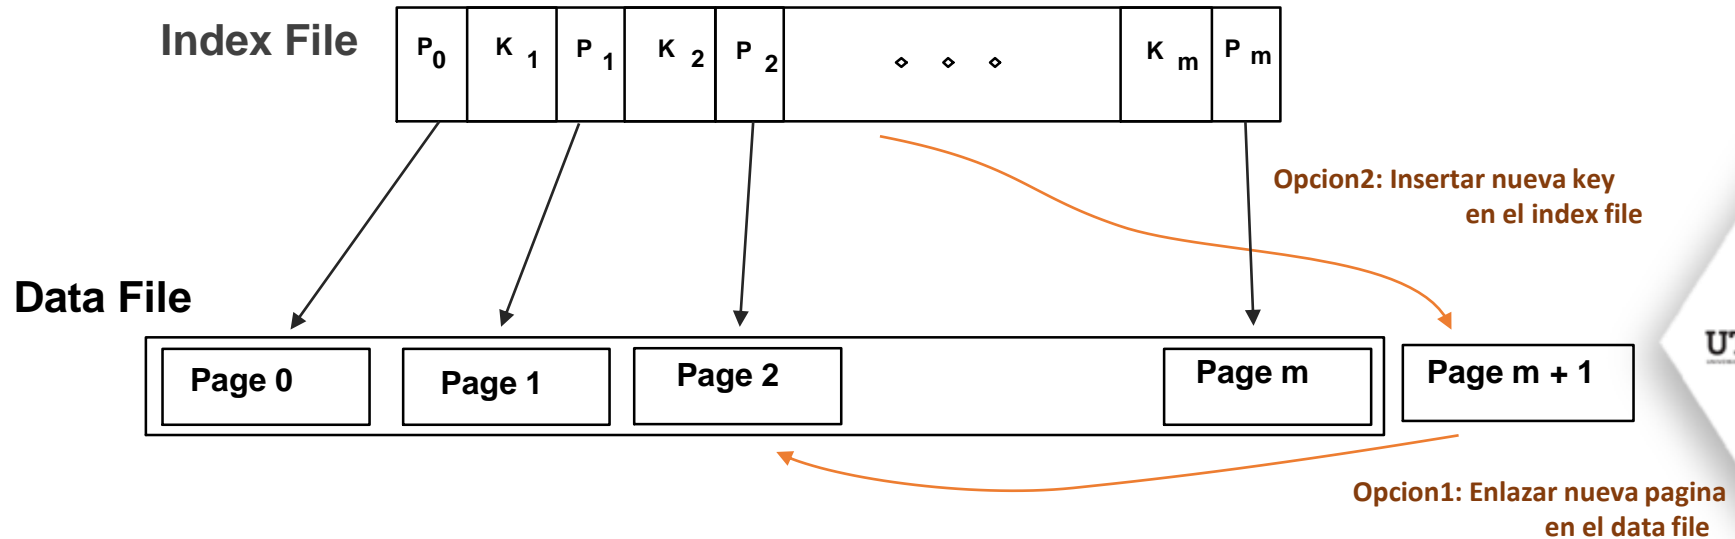 Index File
P0 K 1 P 1 K 2 P 2 K m P m
Opcion2: Insertar nueva key
en el index file
Data File
Page 0 Page 1 Page 2 Page m Page m + 1
Opcion1: Enlazar nueva pagina
en el data file